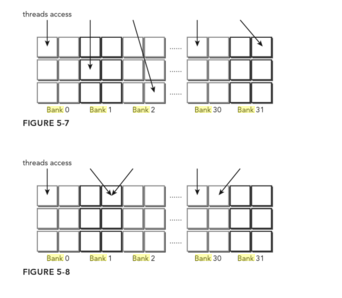 threads access
......
......
......
Bank 0 Bank 1 Bank 2 Bank 30 Bank 31
FIGURE 5-7
threads access
......
......
......
Bank 0 Bank 1 Bank 2 Bank 30 Bank 31
FIGURE 5-8